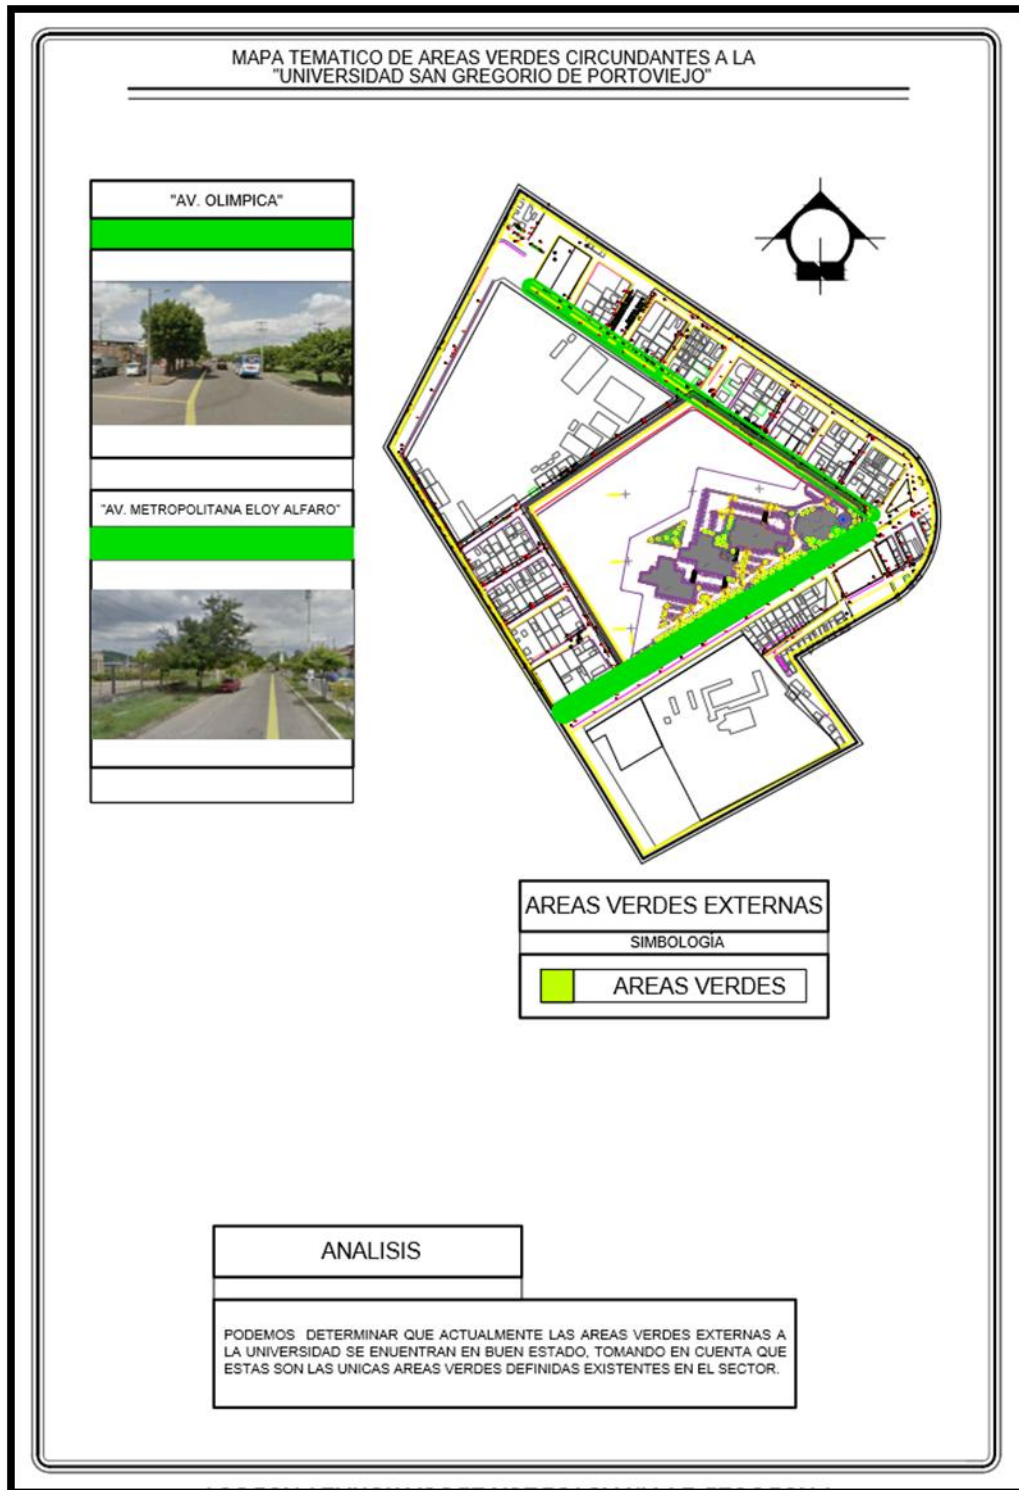 MAPA TEMATICO DE AREAS VERDES CIRCUNDANTES A LA
"UNIVERSIDAD SAN GREGORIO DE PORTOVIEJO"
"AV. OLIMPICA"
"AV. METROPOLITANA ELOY ALFARO"
AREAS VERDES EXTERNAS
SIMBOLOGÍA
AREAS VERDES
ANALISIS
PODEMOS DETERMINAR QUE ACTUALMENTE LAS AREAS VERDES EXTERNAS A
LA UNIVERSIDAD SE ENUENTRAN EN BUEN ESTADO, TOMANDO EN CUENTA QUE
ESTAS SON LAS UNICAS AREAS VERDES DEFINIDAS EXISTENTES EN EL SECTOR.